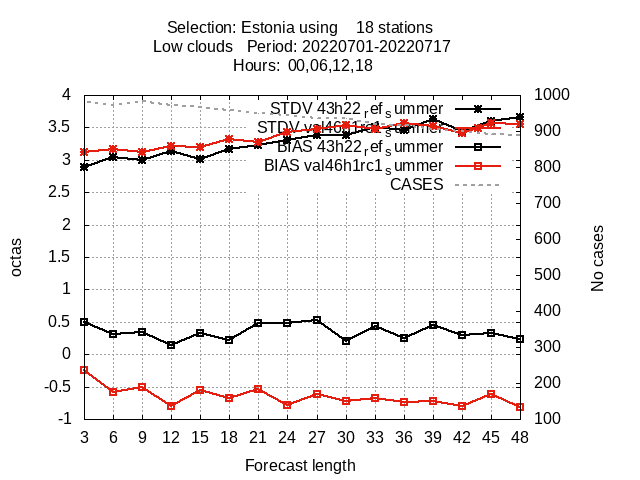 Selection: Estonia using    18 stations
Low clouds   Period: 20220701-20220717
Hours:  00,06,12,18
4
3.5
3
2.5
2
1.5
1
0.5
0
-0.5
-1
octas
STDV 43h22_ref_summer
STDV val46h1rc1_summer
BIAS 43h22_ref_summer
BIAS val46h1rc1_summer
CASES
1000
900
800
700
600
500
400
300
200
100
No cases
3 6 9 12 15 18 21 24 27 30 33 36 39 42 45 48
Forecast length